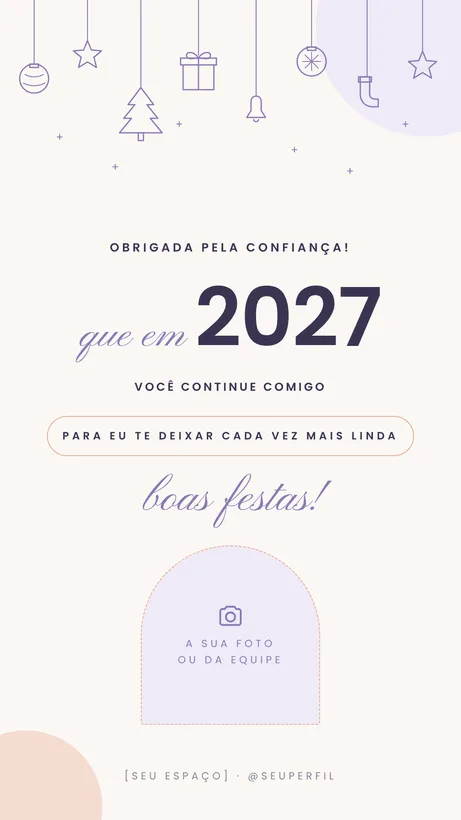 OBRIGADA PELA CONFIANÇA!
que em 2027
VOCÊ CONTINUE COMIGO
PARA EU TE DEIXAR CADA VEZ MAIS LINDA
boas festas!
A SUA FOTO
OU DA EQUIPE
[SEU ESPAÇO] · @SEUPERFIL